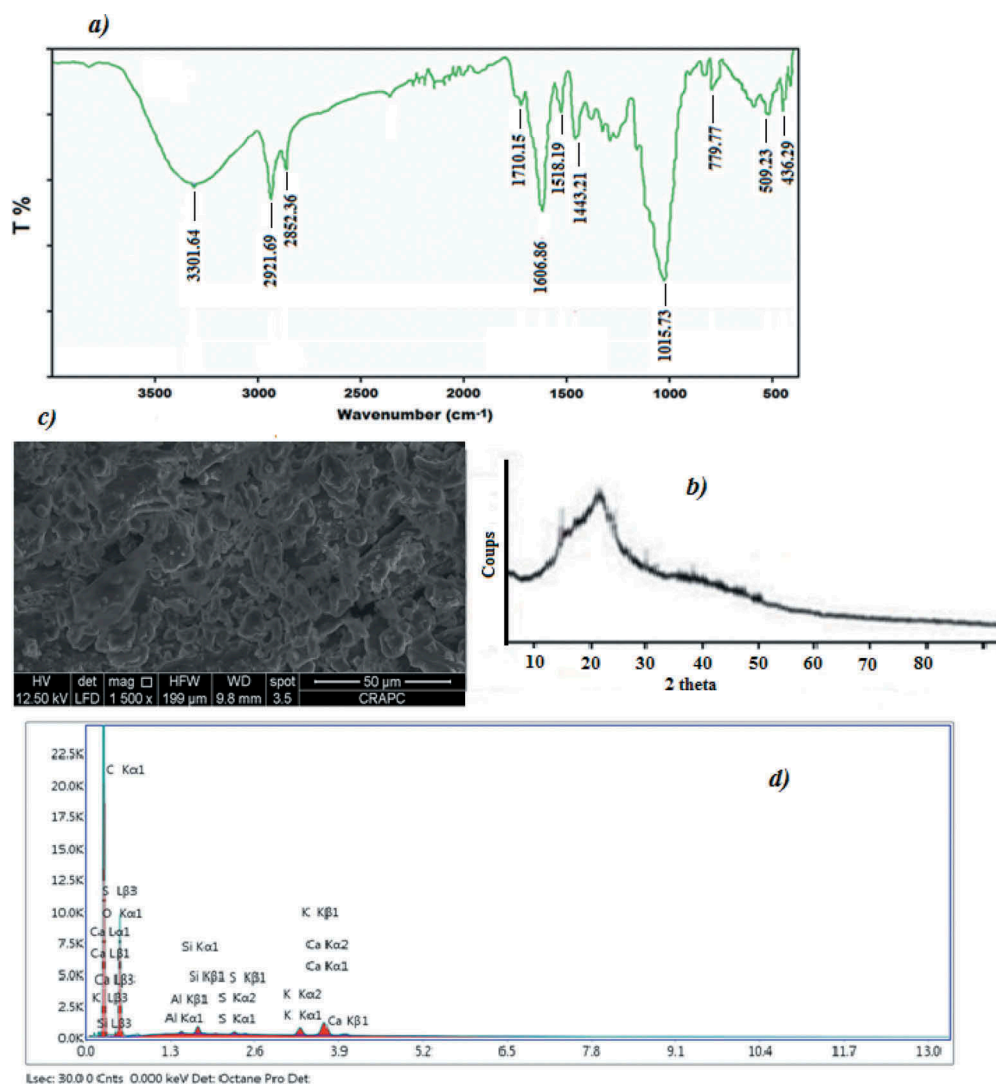 a)
T %
3301.64
2921.69
2852.36
1710.15
1606.86
1518.19
1443.21
1015.73
779.77
509.23
436.29
3500 3000 2500 2000 1500 1000 500
Wavenumber (cm-1)
c)
HV det mag □ HFW WD spot 50 µm
12.50 kV LFD 1 500 x 199 µm 9.8 mm 3.5 CRAPC
b)
Coups
10 20 30 40 50 60 70 80
2 theta
d)
22.5K
20.0K
17.5K
15.0K
12.5K
10.0K
7.5K
5.0K
2.5K
0.0K
C Kα1
S Lβ3
O Kα1
Ca Lα1
Ca Lβ1
Ca Lβ3
K Lβ3
Si Lβ3
Si Kα1
Si Kβ1 S Kβ1
Al Kβ1 S Kα2
Al Kα1 S Kα1
K Kβ1
Ca Kα2
Ca Kα1
K Kα2
K Kα1
Ca Kβ1
0.0 1.3 2.6 3.9 5.2 6.5 7.8 9.1 10.4 11.7 13.0
Lsec: 30.0 0 Cnts 0.000 keV Det: Octane Pro Det